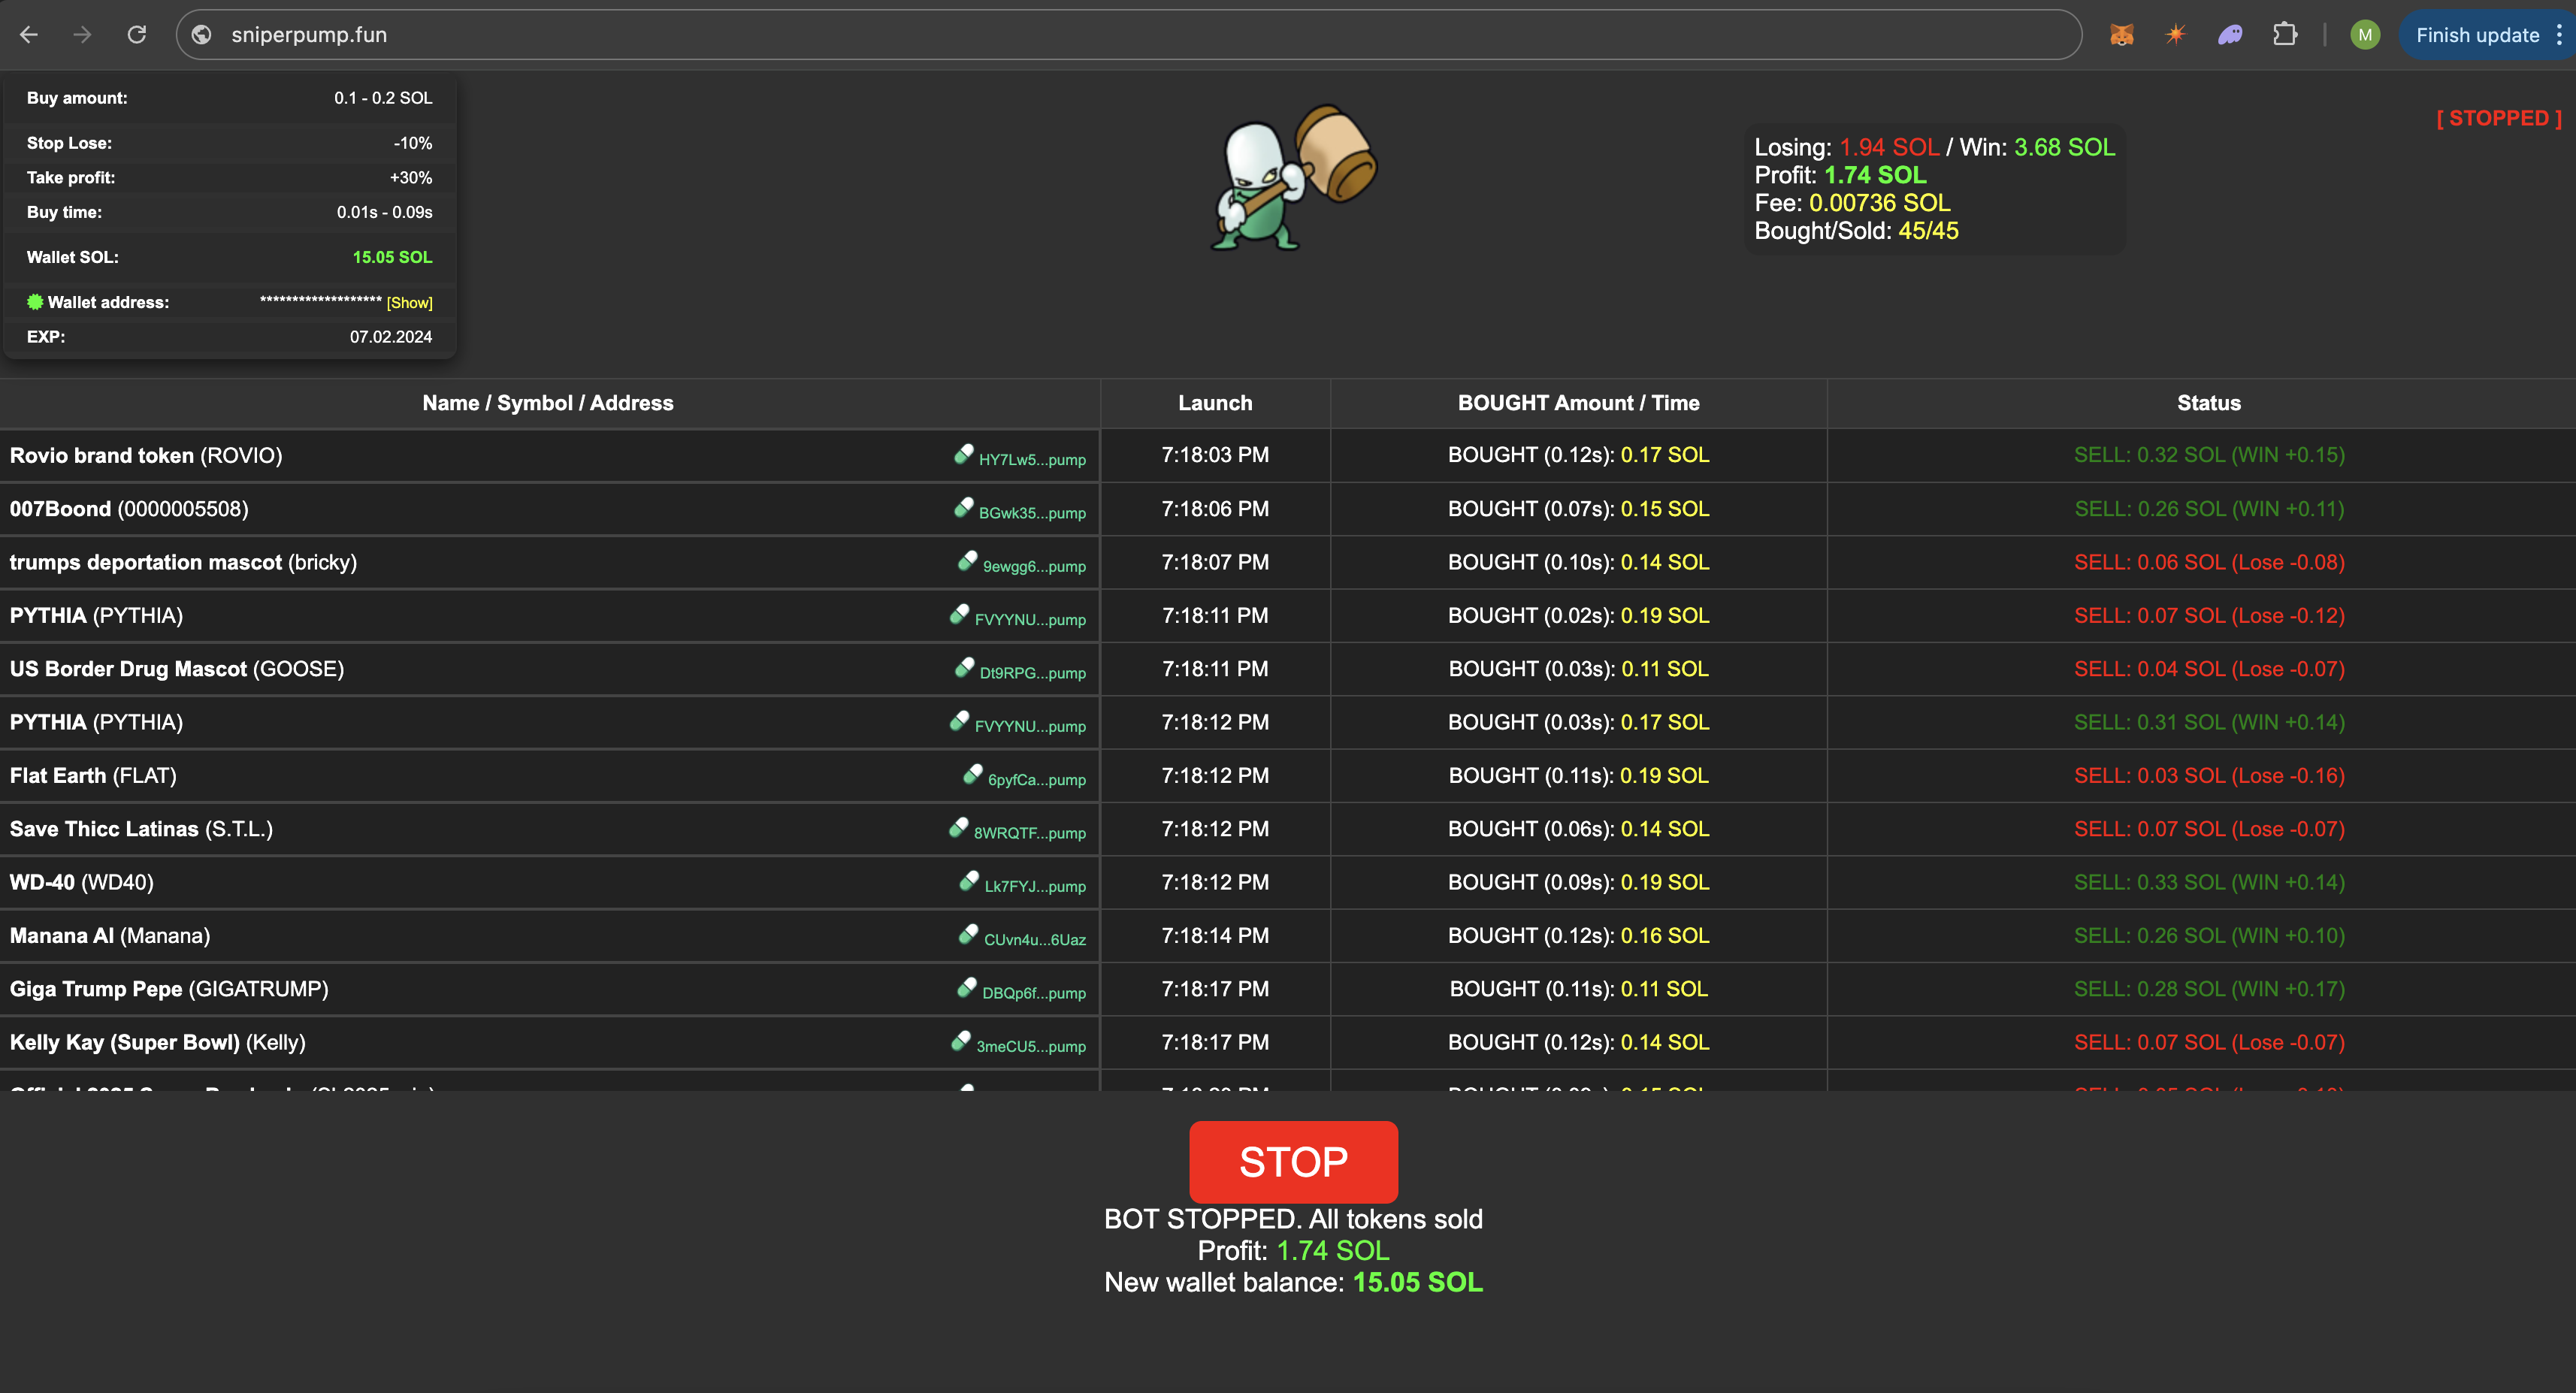 sniperpump.fun
M
Finish update
Buy amount: 0.1 - 0.2 SOL
Stop Lose: -10%
Take profit: +30%
Buy time: 0.01s - 0.09s
Wallet SOL: 15.05 SOL
Wallet address: ******************* [Show]
EXP: 07.02.2024
Losing: 1.94 SOL / Win: 3.68 SOL
Profit: 1.74 SOL
Fee: 0.00736 SOL
Bought/Sold: 45/45
[ STOPPED ]
Name / Symbol / Address Launch BOUGHT Amount / Time Status
Rovio brand token (ROVIO) HY7Lw5...pump 7:18:03 PM BOUGHT (0.12s): 0.17 SOL SELL: 0.32 SOL (WIN +0.15)
007Boond (0000005508) BGwk35...pump 7:18:06 PM BOUGHT (0.07s): 0.15 SOL SELL: 0.26 SOL (WIN +0.11)
trumps deportation mascot (bricky) 9ewgg6...pump 7:18:07 PM BOUGHT (0.10s): 0.14 SOL SELL: 0.06 SOL (Lose -0.08)
PYTHIA (PYTHIA) FVYYNU...pump 7:18:11 PM BOUGHT (0.02s): 0.19 SOL SELL: 0.07 SOL (Lose -0.12)
US Border Drug Mascot (GOOSE) Dt9RPG...pump 7:18:11 PM BOUGHT (0.03s): 0.11 SOL SELL: 0.04 SOL (Lose -0.07)
PYTHIA (PYTHIA) FVYYNU...pump 7:18:12 PM BOUGHT (0.03s): 0.17 SOL SELL: 0.31 SOL (WIN +0.14)
Flat Earth (FLAT) 6pyfCa...pump 7:18:12 PM BOUGHT (0.11s): 0.19 SOL SELL: 0.03 SOL (Lose -0.16)
Save Thicc Latinas (S.T.L.) 8WRQTF...pump 7:18:12 PM BOUGHT (0.06s): 0.14 SOL SELL: 0.07 SOL (Lose -0.07)
WD-40 (WD40) Lk7FYJ...pump 7:18:12 PM BOUGHT (0.09s): 0.19 SOL SELL: 0.33 SOL (WIN +0.14)
Manana AI (Manana) CUvn4u...6Uaz 7:18:14 PM BOUGHT (0.12s): 0.16 SOL SELL: 0.26 SOL (WIN +0.10)
Giga Trump Pepe (GIGATRUMP) DBQp6f...pump 7:18:17 PM BOUGHT (0.11s): 0.11 SOL SELL: 0.28 SOL (WIN +0.17)
Kelly Kay (Super Bowl) (Kelly) 3meCU5...pump 7:18:17 PM BOUGHT (0.12s): 0.14 SOL SELL: 0.07 SOL (Lose -0.07)
STOP
BOT STOPPED. All tokens sold
Profit: 1.74 SOL
New wallet balance: 15.05 SOL